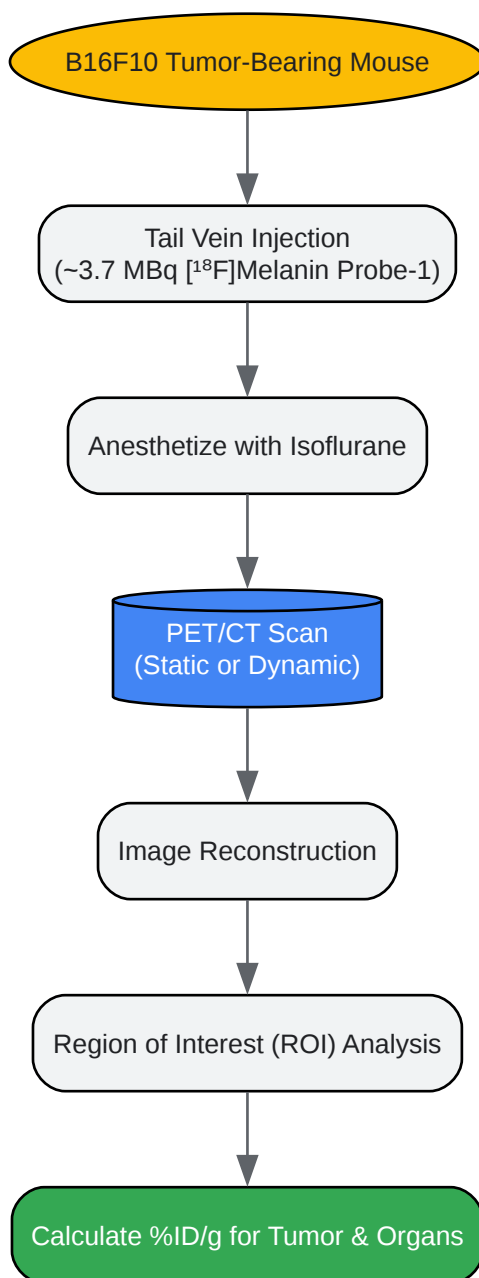 B16F10 Tumor-Bearing Mouse
Tail Vein Injection
(~3.7 MBq [¹⁸F]Melanin Probe-1)
Anesthetize with Isoflurane
PET/CT Scan
(Static or Dynamic)
Image Reconstruction
Region of Interest (ROI) Analysis
Calculate %ID/g for Tumor & Organs